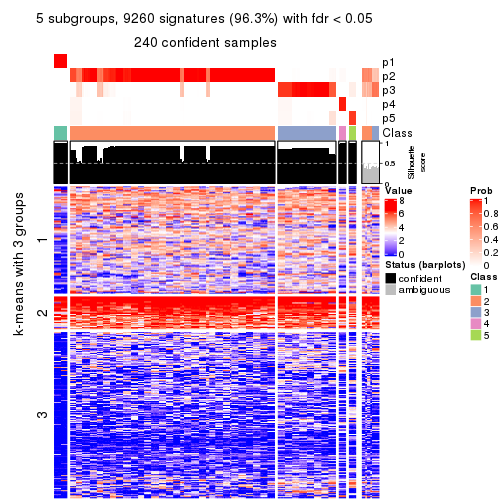 5 subgroups, 9260 signatures (96.3%) with fdr < 0.05
240 confident samples
p1
p2
p3
p4
p5
Class
1
0.5
0
Silhouette
score
k-means with 3 groups
1
2
3
Value
8
6
4
2
0
Status (barplots)
confident
ambiguous
Prob
1
0.8
0.6
0.4
0.2
0
Class
1
2
3
4
5